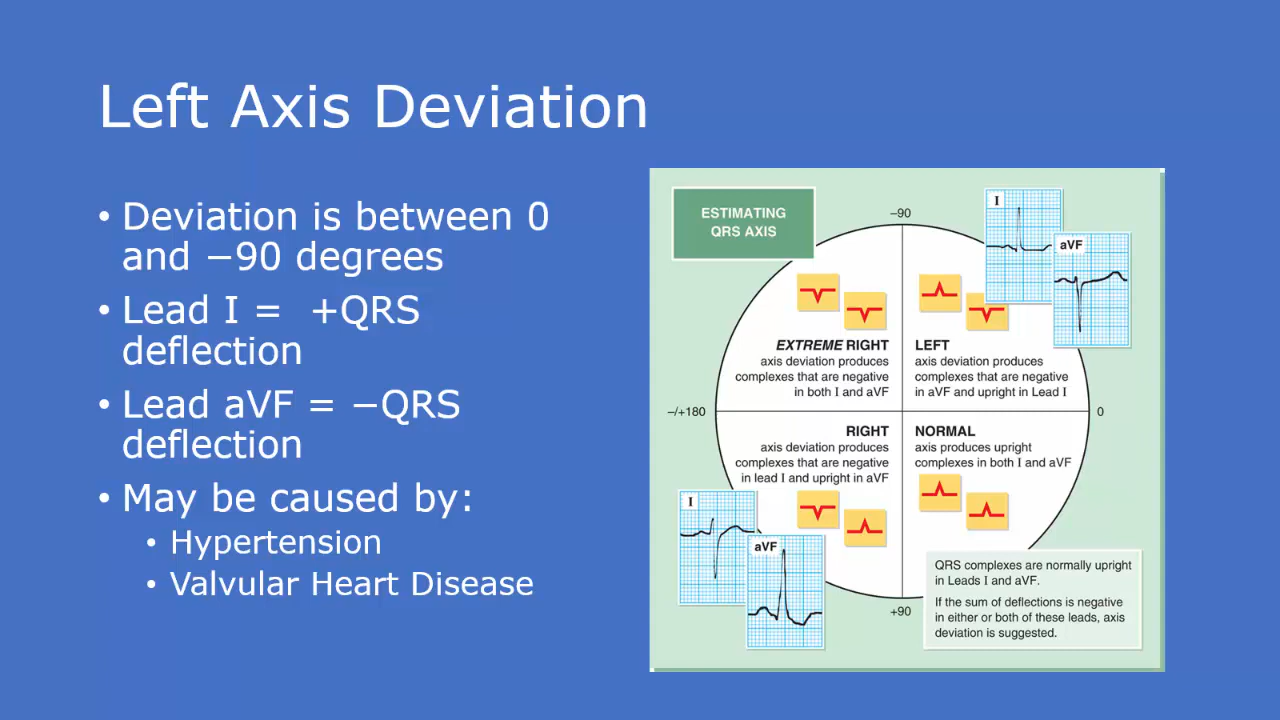 Left Axis Deviation
• Deviation is between 0
and −90 degrees
• Lead I = +QRS
deflection
• Lead aVF = −QRS
deflection
• May be caused by:
• Hypertension
• Valvular Heart Disease
ESTIMATING
QRS AXIS
–90
I
aVF
EXTREME RIGHT
axis deviation produces
complexes that are negative
in both I and aVF
LEFT
axis deviation produces
complexes that are negative
in aVF and upright in Lead I
–/+180
0
RIGHT
axis deviation produces
complexes that are negative
in lead I and upright in aVF
NORMAL
axis produces upright
complexes in both I and aVF
I
aVF
+90
QRS complexes are normally upright
in Leads I and aVF.
If the sum of deflections is negative
in either or both of these leads, axis
deviation is suggested.